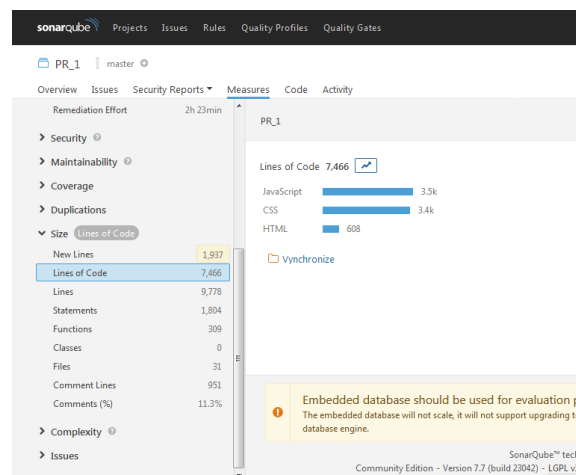 sonarqube Projects Issues Rules Quality Profiles Quality Gates
PR_1 master
Overview Issues Security Reports Measures Code Activity
Remediation Effort 2h 23min
Security
Maintainability
Coverage
Duplications
Size Lines of Code
New Lines 1,937
Lines of Code 7,466
Lines 9,778
Statements 1,804
Functions 309
Classes 0
Files 31
Comment Lines 951
Comments (%) 11.3%
Complexity
Issues
PR_1
Lines of Code 7,466
JavaScript 3.5k
CSS 3.4k
HTML 608
Vynchronize
Embedded database should be used for evaluation p
The embedded database will not scale, it will not support upgrading t
database engine.
SonarQube™ tec
Community Edition - Version 7.7 (build 23042) - LGPL v